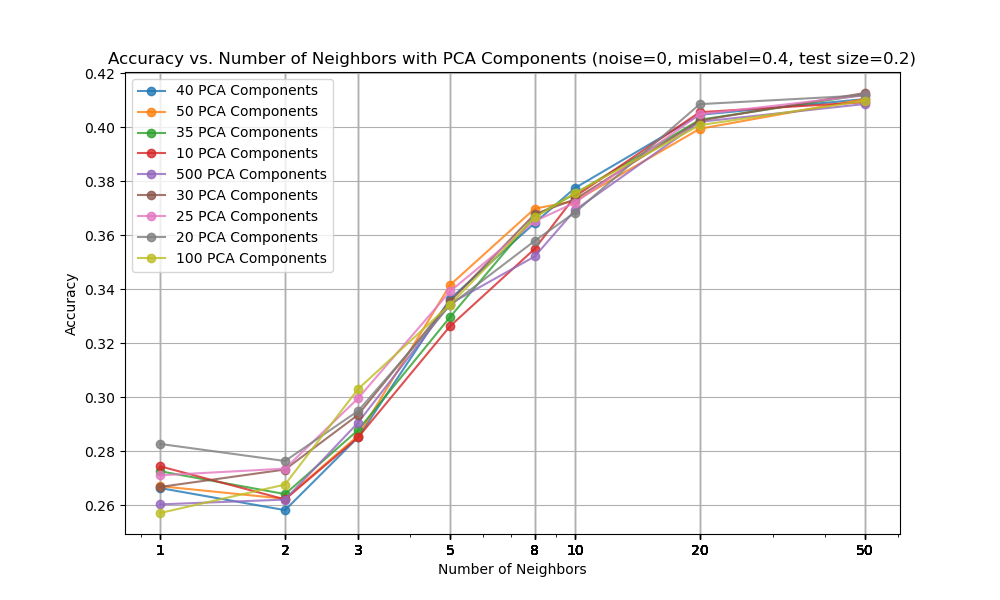 Accuracy vs. Number of Neighbors with PCA Components (noise=0, mislabel=0.4, test size=0.2)
0.42
0.40
0.38
0.36
0.34
0.32
0.30
0.28
0.26
Accuracy
40 PCA Components
50 PCA Components
35 PCA Components
10 PCA Components
500 PCA Components
30 PCA Components
25 PCA Components
20 PCA Components
100 PCA Components
1 2 3 5 8 10 20 50
Number of Neighbors